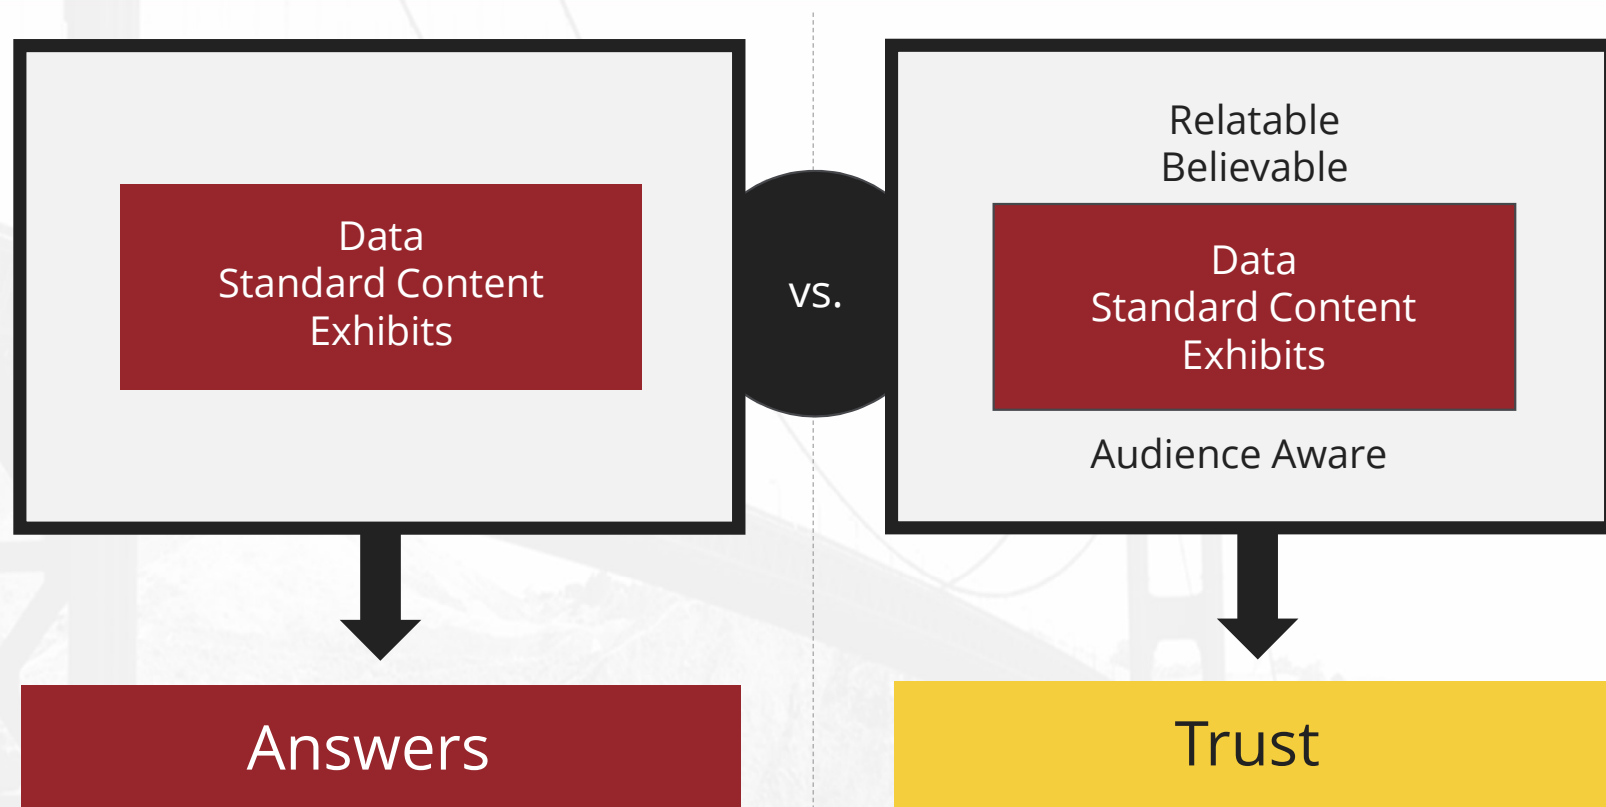 Data
Standard Content
Exhibits
Answers
vs.
Relatable
Believable
Data
Standard Content
Exhibits
Audience Aware
Trust